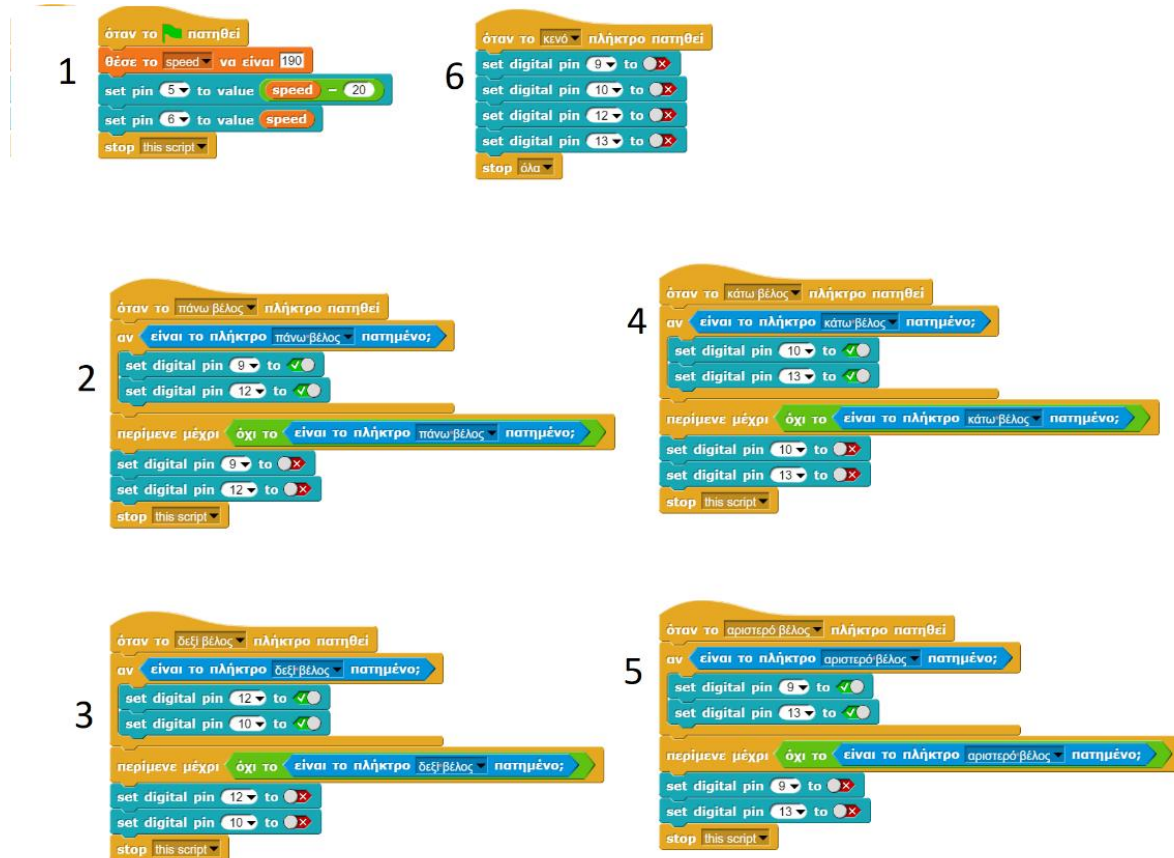 1
όταν το πατηθεί
θέσε το speed να είναι 190
set pin 5 to value speed - 20
set pin 6 to value speed
stop this script
6
όταν το κενό πλήκτρο πατηθεί
set digital pin 9 to
set digital pin 10 to
set digital pin 12 to
set digital pin 13 to
stop όλα
2
όταν το πάνω βέλος πλήκτρο πατηθεί
αν είναι το πλήκτρο πάνω βέλος πατημένο;
set digital pin 9 to
set digital pin 12 to
περίμενε μέχρι όχι το είναι το πλήκτρο πάνω βέλος πατημένο;
set digital pin 9 to
set digital pin 12 to
stop this script
4
όταν το κάτω βέλος πλήκτρο πατηθεί
αν είναι το πλήκτρο κάτω βέλος πατημένο;
set digital pin 10 to
set digital pin 13 to
περίμενε μέχρι όχι το είναι το πλήκτρο κάτω βέλος πατημένο;
set digital pin 10 to
set digital pin 13 to
stop this script
3
όταν το δεξί βέλος πλήκτρο πατηθεί
αν είναι το πλήκτρο δεξί βέλος πατημένο;
set digital pin 12 to
set digital pin 10 to
περίμενε μέχρι όχι το είναι το πλήκτρο δεξί βέλος πατημένο;
set digital pin 12 to
set digital pin 10 to
stop this script
5
όταν το αριστερό βέλος πλήκτρο πατηθεί
αν είναι το πλήκτρο αριστερό βέλος πατημένο;
set digital pin 9 to
set digital pin 13 to
περίμενε μέχρι όχι το είναι το πλήκτρο αριστερό βέλος πατημένο;
set digital pin 9 to
set digital pin 13 to
stop this script